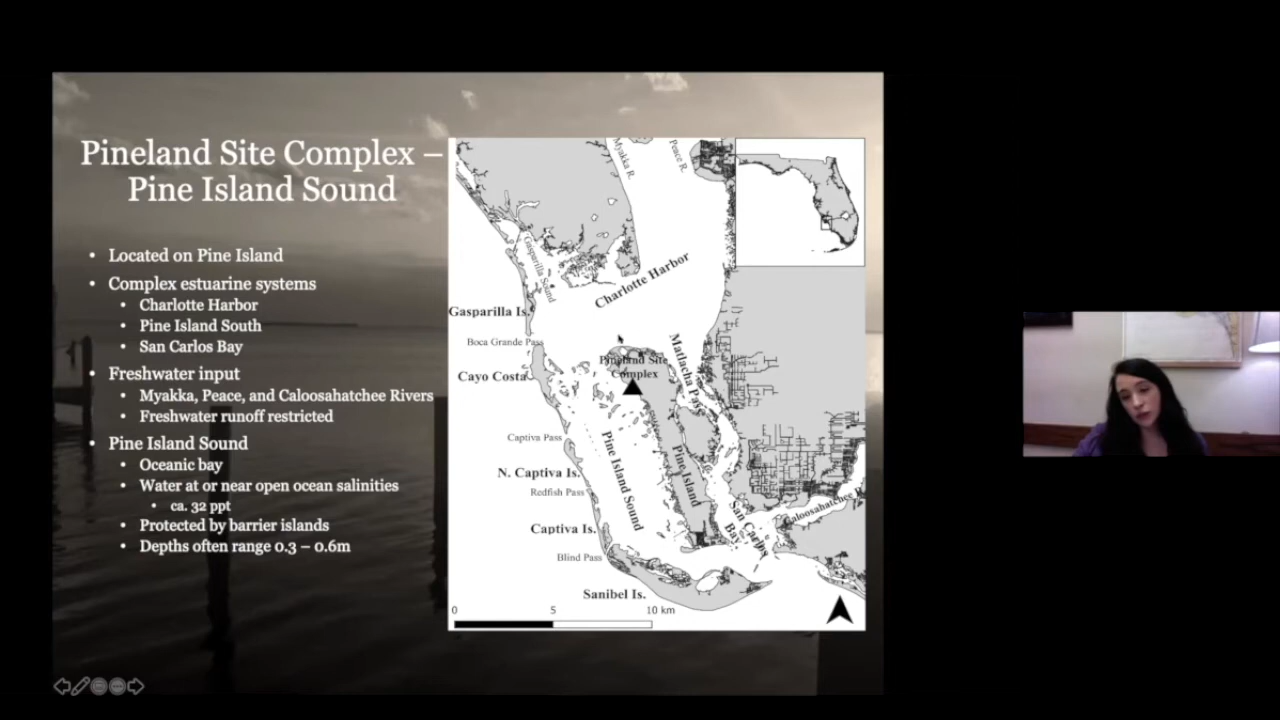 Pineland Site Complex –
Pine Island Sound
• Located on Pine Island
• Complex estuarine systems
• Charlotte Harbor
• Pine Island South
• San Carlos Bay
• Freshwater input
• Myakka, Peace, and Caloosahatchee Rivers
• Freshwater runoff restricted
• Pine Island Sound
• Oceanic bay
• Water at or near open ocean salinities
• ca. 32 ppt
• Protected by barrier islands
• Depths often range 0.3 – 0.6m
Myakka R.
Peace R.
Gasparilla Sound
Charlotte Harbor
Gasparilla Is.
Boca Grande Pass
Pineland Site
Complex
Matlacha Pass
Cayo Costa
Captiva Pass
Pine Island Sound
Pine Island
N. Captiva Is.
Redfish Pass
San Carlos
Bay
Caloosahatchee R.
Captiva Is.
Blind Pass
Sanibel Is.
0 5 10 km